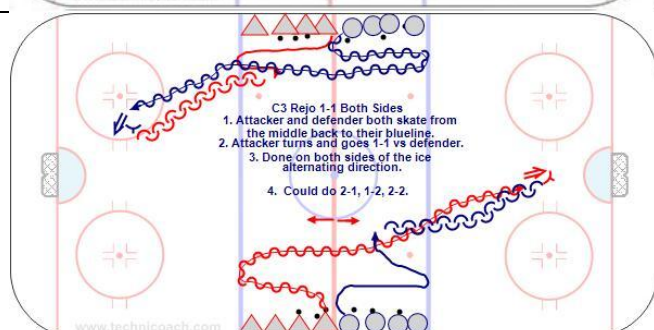 C3 Rejo 1-1 Both Sides
1. Attacker and defender both skate from
the middle back to their blueline.
2. Attacker turns and goes 1-1 vs defender.
3. Done on both sides of the ice
alternating direction.
4. Could do 2-1, 1-2, 2-2.
www.technicoach.com